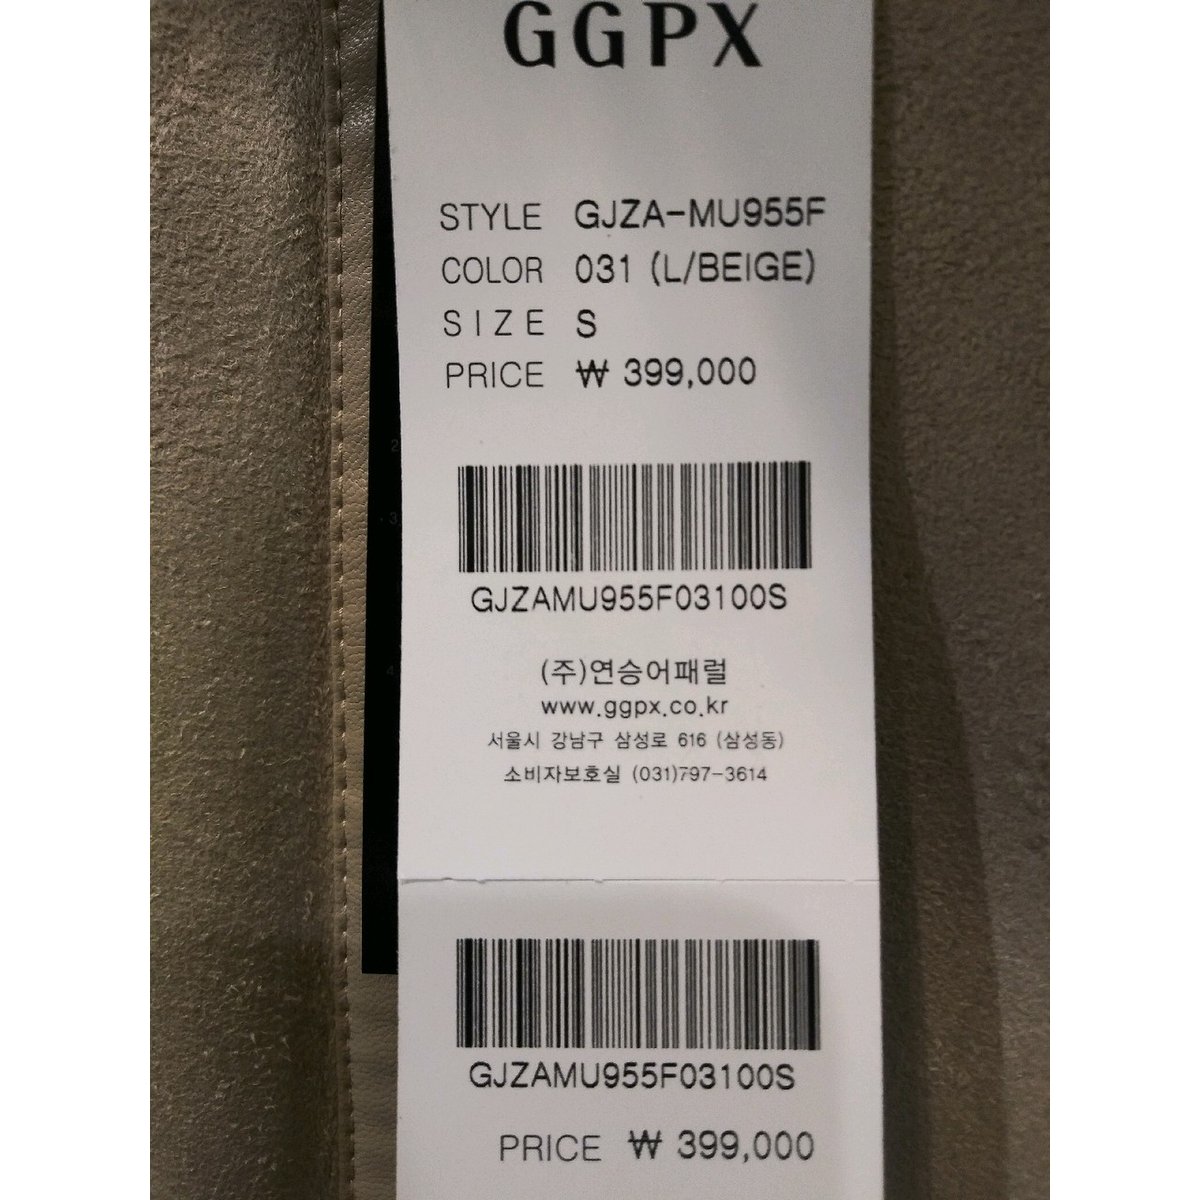 GGPX
STYLE GJZA-MU955F
COLOR 031 (L/BEIGE)
SIZE S
PRICE ₩ 399,000
GJZAMU955F03100S
(주)연승어패럴
www.ggpx.co.kr
서울시 강남구 삼성로 616 (삼성동)
소비자보호실 (031)797-3614
GJZAMU955F03100S
PRICE ₩ 399,000